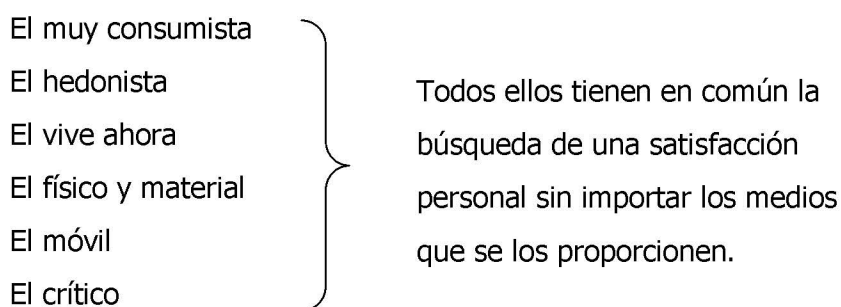 El muy consumista
El hedonista
El vive ahora
El físico y material
El móvil
El crítico
Todos ellos tienen en común la
búsqueda de una satisfacción
personal sin importar los medios
que se los proporcionen.